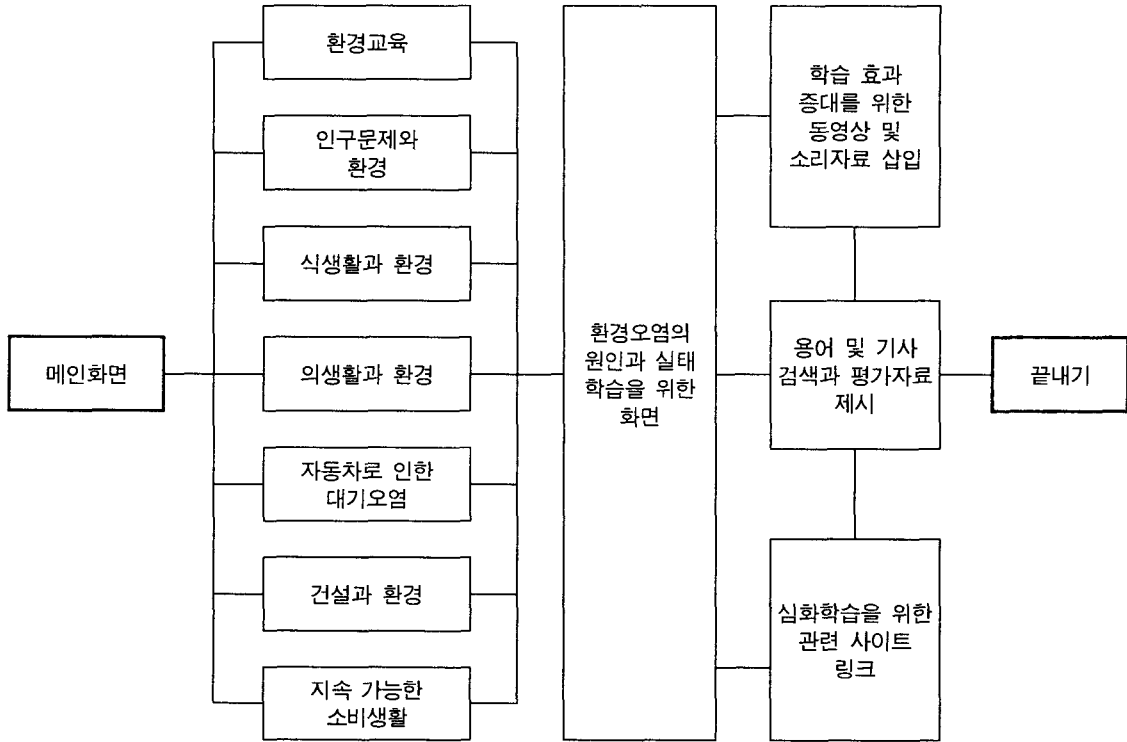 메인화면
환경교육
인구문제와
환경
식생활과 환경
의생활과 환경
자동차로 인한
대기오염
건설과 환경
지속 가능한
소비생활
환경오염의
원인과 실태
학습을 위한
화면
학습 효과
증대를 위한
동영상 및
소리자료 삽입
용어 및 기사
검색과 평가자료
제시
심화학습을 위한
관련 사이트
링크
끝내기